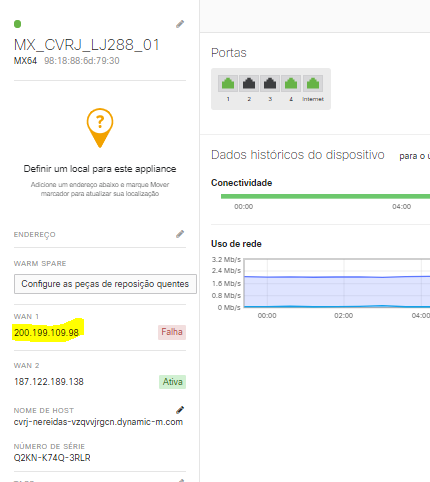 MX_CVRJ_LJ288_01
MX64 98:18:88:6d:79:30
?
Definir um local para este appliance
Adicione um endereço abaixo e marque Mover
marcador para atualizar sua localização
ENDEREÇO
WARM SPARE
Configure as peças de reposição quentes
WAN 1
200.199.109.98 Falha
WAN 2
187.122.189.138 Ativa
NOME DE HOST
cvrj-nereidas-vzqvvjrgcn.dynamic-m.com
NÚMERO DE SÉRIE
Q2KN-K74Q-3RLR
Portas
1 2 3 4 Internet
Dados históricos do dispositivo para o ú
Conectividade
00:00 04:00
Uso de rede
3.2 Mb/s
2.4 Mb/s
1.6 Mb/s
0.8 Mb/s
0 Mb/s
00:00 02:00 04:00